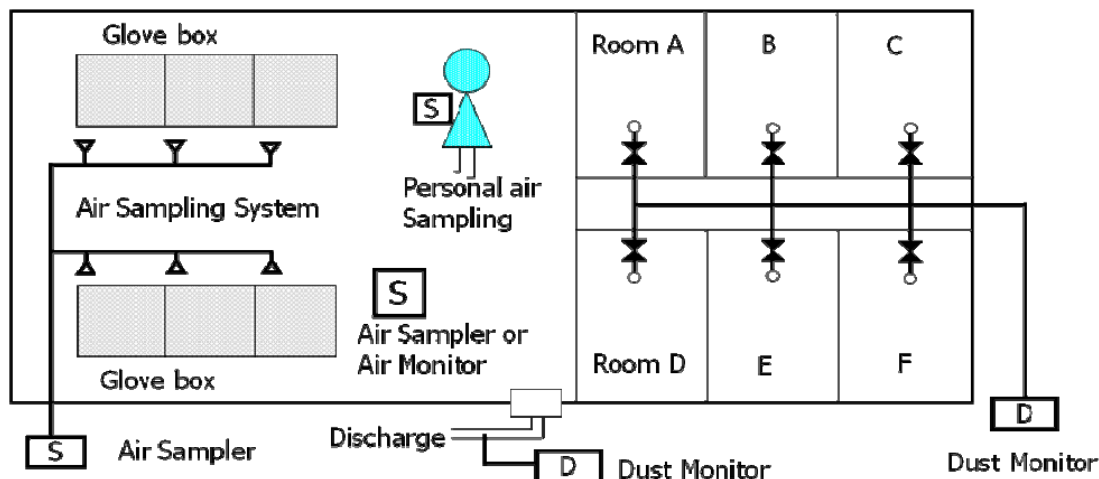 Glove box
Room A
B
C
S
Personal air
Sampling
Air Sampling System
S
Air Sampler or
Air Monitor
Glove box
Room D
E
F
Discharge
S
Air Sampler
D
Dust Monitor
D
Dust Monitor